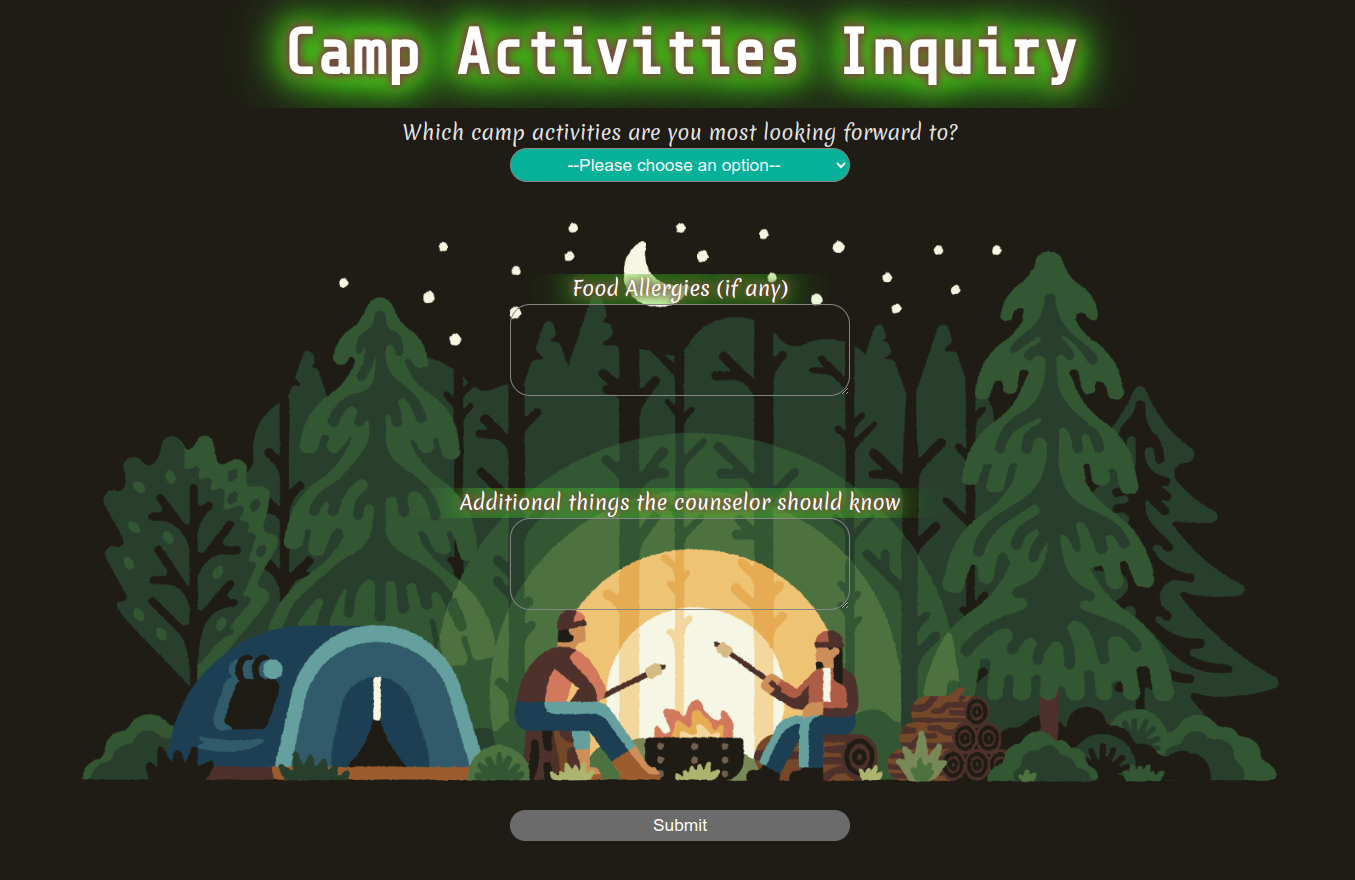 Camp Activities Inquiry
Which camp activities are you most looking forward to?
--Please choose an option--
Food Allergies (if any)
Additional things the counselor should know
Submit